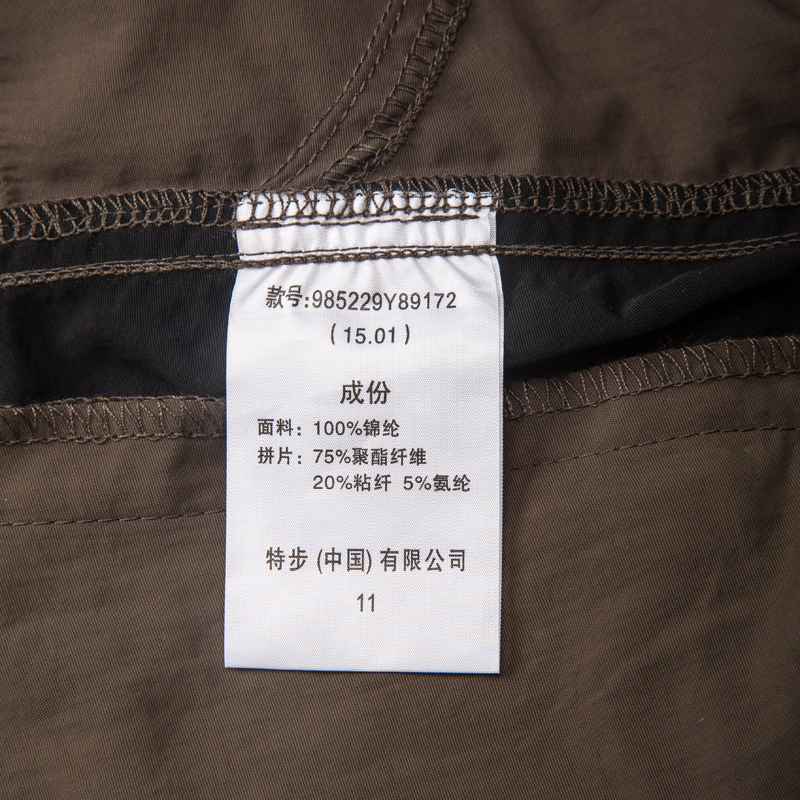 款号:985229Y89172
(15.01)
成份
面料: 100%锦纶
拼片: 75%聚酯纤维
20%粘纤 5%氨纶
特步 (中国) 有限公司
11